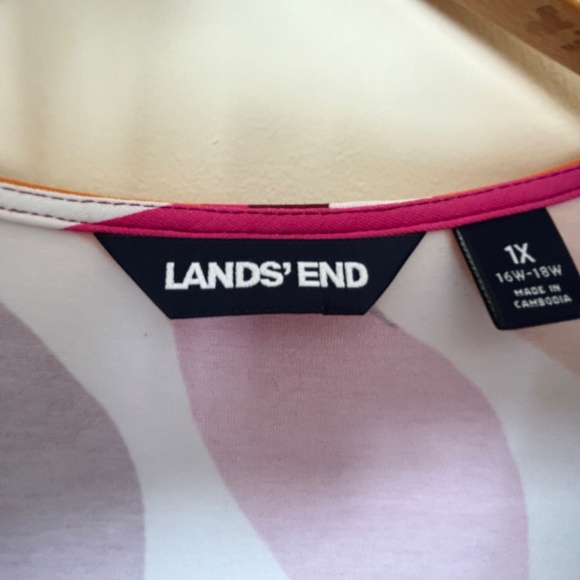 LANDS' END
1X
16W-18W
MADE IN
CAMBODIA